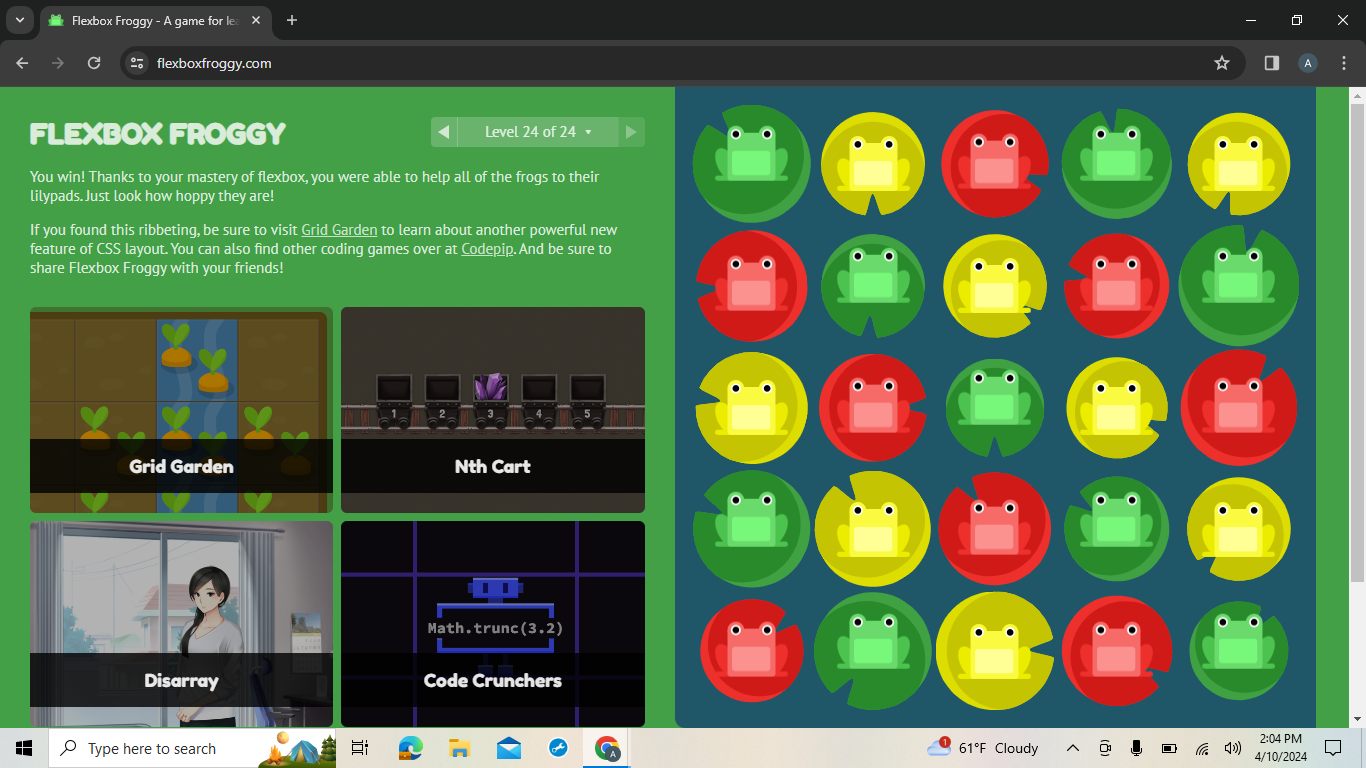 Flexbox Froggy - A game for le
flexboxfroggy.com
A
FLEXBOX FROGGY
Level 24 of 24
You win! Thanks to your mastery of flexbox, you were able to help all of the frogs to their
lilypads. Just look how hoppy they are!
If you found this ribbeting, be sure to visit Grid Garden to learn about another powerful new
feature of CSS layout. You can also find other coding games over at Codepip. And be sure to
share Flexbox Froggy with your friends!
1 2 3 4 5
Grid Garden
Nth Cart
Math.trunc(3.2)
Disarray
Code Crunchers
Type here to search
A
1
61°F Cloudy
2:04 PM
4/10/2024